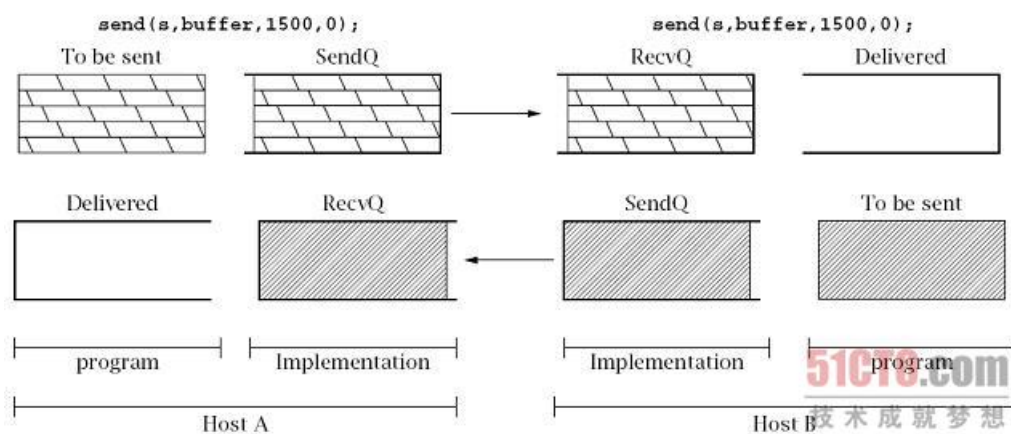 send(s,buffer,1500,0); send(s,buffer,1500,0);
To be sent SendQ RecvQ Delivered
Delivered RecvQ SendQ To be sent
program Implementation Implementation program
Host A Host B
51CTO.com
技术成就梦想